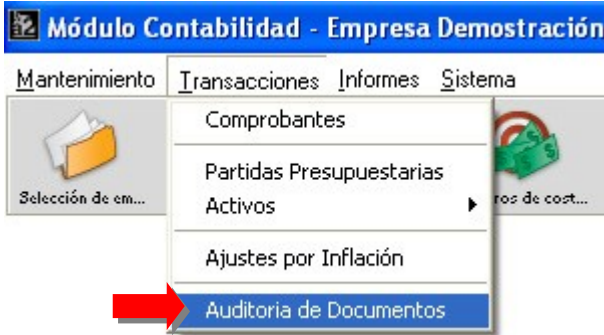 Módulo Contabilidad - Empresa Demostración
Mantenimiento Transacciones Informes Sistema
Comprobantes
Partidas Presupuestarias
Activos
Ajustes por Inflación
Auditoria de Documentos
Selección de em...
ros de cost...